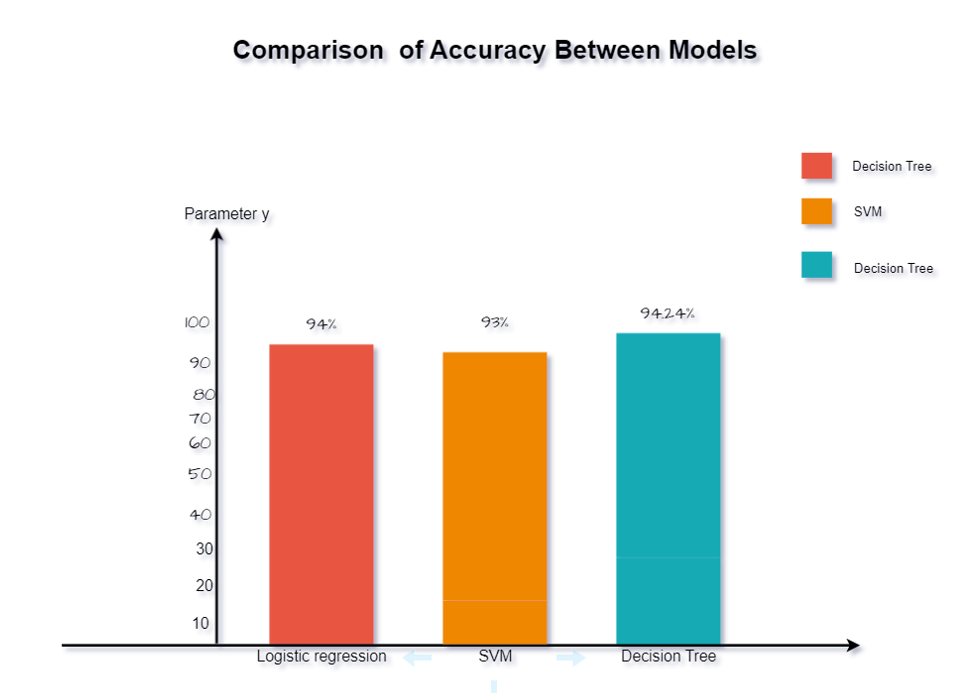 Comparison of Accuracy Between Models
Decision Tree
SVM
Decision Tree
Parameter y
100
90
80
70
60
50
40
30
20
10
94%
93%
94.24%
Logistic regression
SVM
Decision Tree